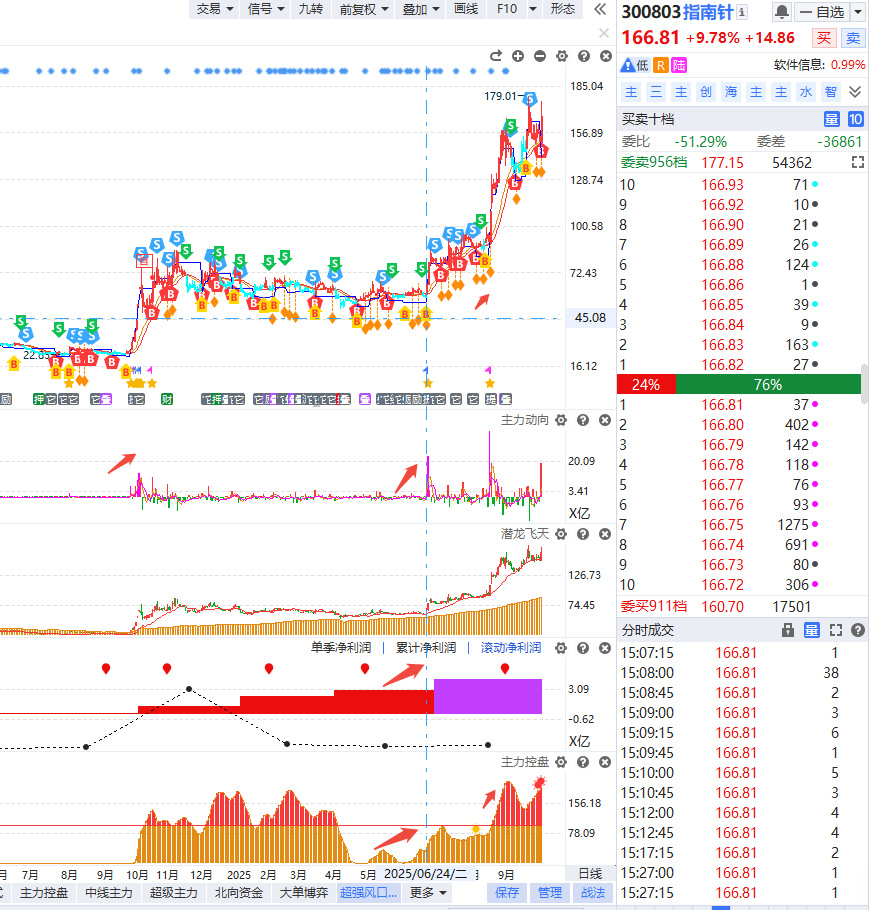 交易 信号 九转 前复权 叠加 画线 F10 形态
300803 指南针
自选
166.81 +9.78% +14.86 买 卖
低 R 陆 软件信息: 0.99%
主 三 主 创 海 主 主 水 智
买卖十档 量 10
委比 -51.29% 委差 -36861
委卖956档 177.15 54362
10 166.93 71
9 166.92 10
8 166.90 21
7 166.89 26
6 166.88 124
5 166.86 1
4 166.85 39
3 166.84 9
2 166.83 163
1 166.82 27
24% 76%
1 166.81 37
2 166.80 402
3 166.79 142
4 166.78 118
5 166.77 76
6 166.76 93
7 166.75 1275
8 166.74 691
9 166.73 80
10 166.72 306
委买911档 160.70 17501
分时成交 量
15:07:15 166.81 1
15:08:00 166.81 38
15:08:45 166.81 2
15:09:00 166.81 3
15:09:15 166.81 6
15:09:45 166.81 1
15:10:00 166.81 5
15:10:45 166.81 3
15:12:00 166.81 4
15:12:45 166.81 4
15:17:15 166.81 2
15:27:00 166.81 1
15:27:15 166.81 1
179.01
185.04
156.89
128.74
100.58
72.43
45.08
16.12
主力动向
20.09
3.41
X亿
潜龙飞天
126.73
74.45
单季净利润 | 累计净利润 | 滚动净利润
3.09
-0.62
X亿
主力控盘
156.18
78.09
7月 8月 9月 10月 11月 12月 2025 2月 3月 4月 5月 2025/06/24/二 9月 日线
主力控盘 中线主力 超级主力 北向资金 大单博弈 超强风口... 更多 保存 管理 战法